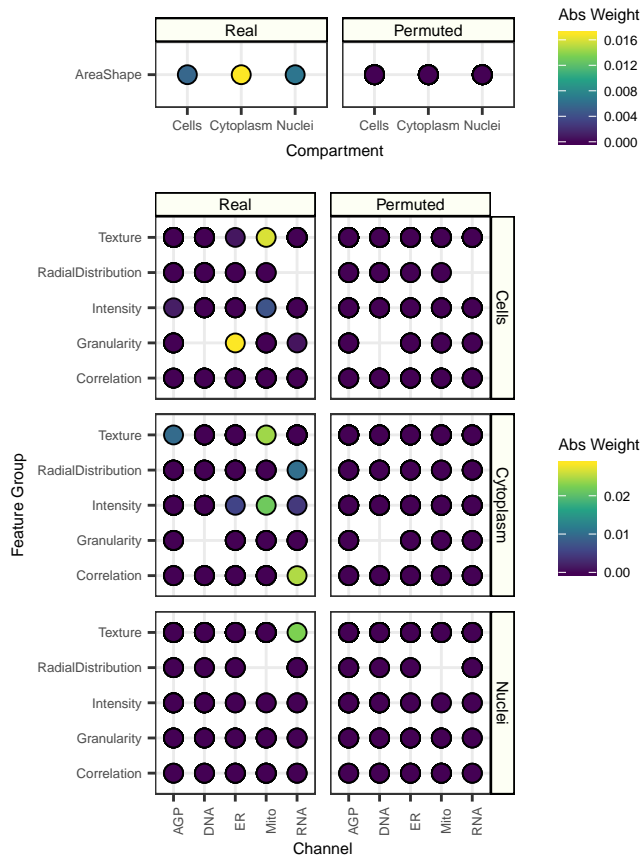 Abs Weight
0.016
0.012
0.008
0.004
0.000
Real
Permuted
AreaShape
Cells
Cytoplasm
Nuclei
Cells
Cytoplasm
Nuclei
Compartment
Real
Permuted
Texture
RadialDistribution
Intensity
Granularity
Correlation
Cells
Texture
RadialDistribution
Intensity
Granularity
Correlation
Cytoplasm
Texture
RadialDistribution
Intensity
Granularity
Correlation
Nuclei
Feature Group
Abs Weight
0.02
0.01
0.00
AGP
DNA
ER
Mito
RNA
AGP
DNA
ER
Mito
RNA
Channel